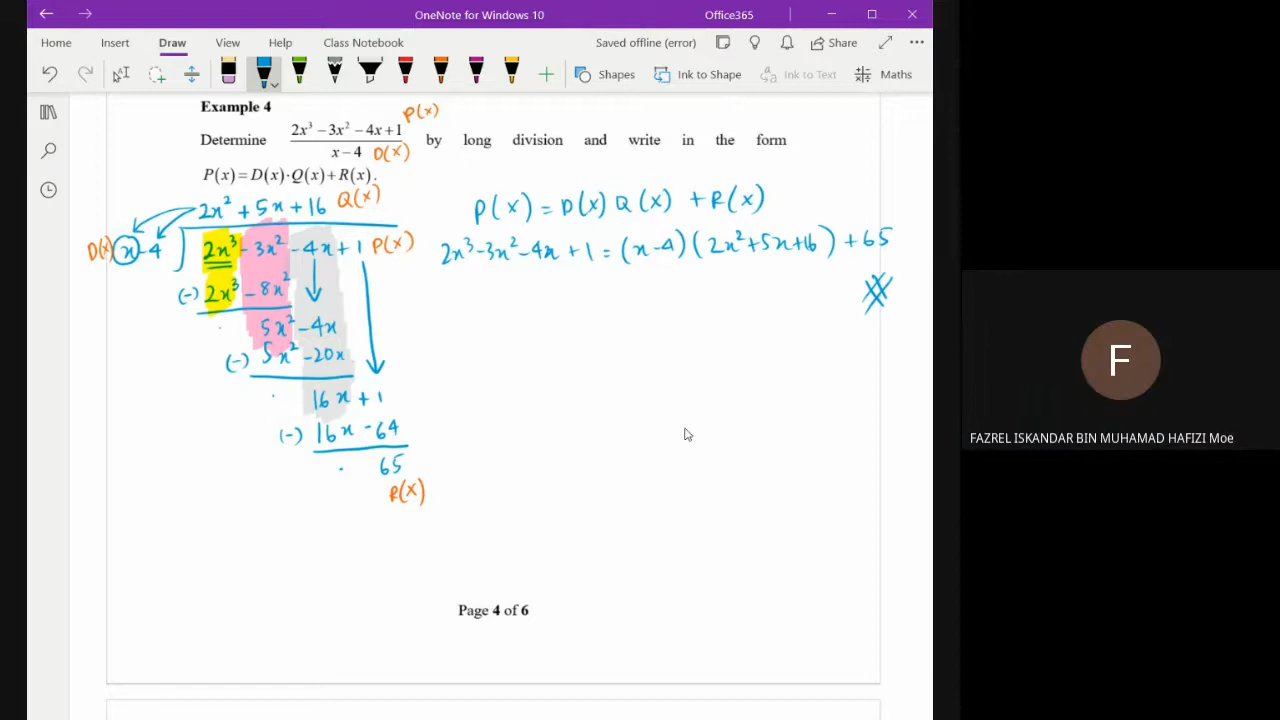 OneNote for Windows 10
Office365
Home Insert Draw View Help Class Notebook
Saved offline (error)
Share
Shapes
Ink to Shape
Ink to Text
Maths
Example 4
Determine (2x³ − 3x² − 4x + 1)/(x − 4) by long division and write in the form
P(x)
D(x)
P(x) = D(x)·Q(x) + R(x).
2x² + 5x + 16 Q(x)
D(x) x − 4 ) 2x³ − 3x² − 4x + 1 P(x)
(−) 2x³ − 8x²
5x² − 4x
(−) 5x² − 20x
16x + 1
(−) 16x − 64
65
R(x)
P(x) = D(x) Q(x) + R(x)
2x³ − 3x² − 4x + 1 = (x − 4)(2x² + 5x + 16) + 65
Page 4 of 6
F
FAZREL ISKANDAR BIN MUHAMAD HAFIZI Moe